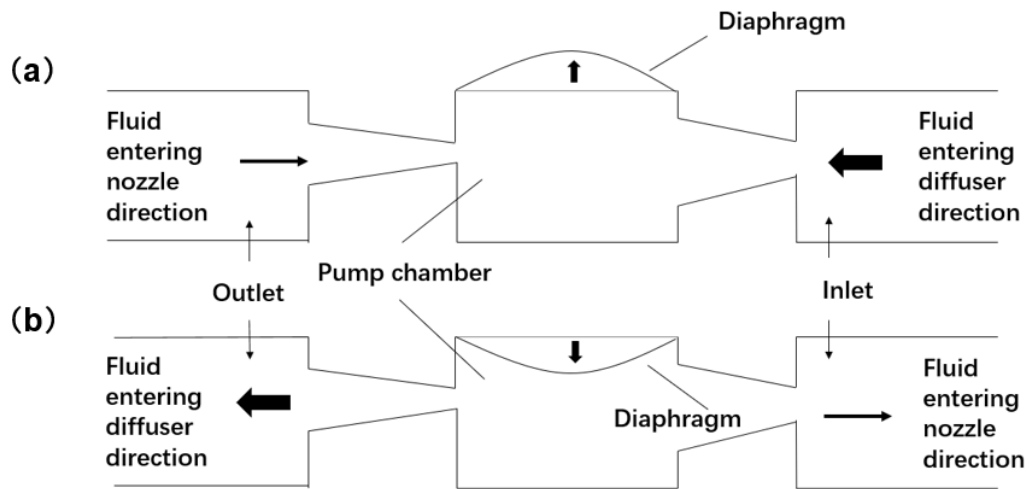 Diaphragm
(a)
Fluid
entering
nozzle
direction
Fluid
entering
diffuser
direction
Pump chamber
Outlet
Inlet
(b)
Fluid
entering
diffuser
direction
Diaphragm
Fluid
entering
nozzle
direction